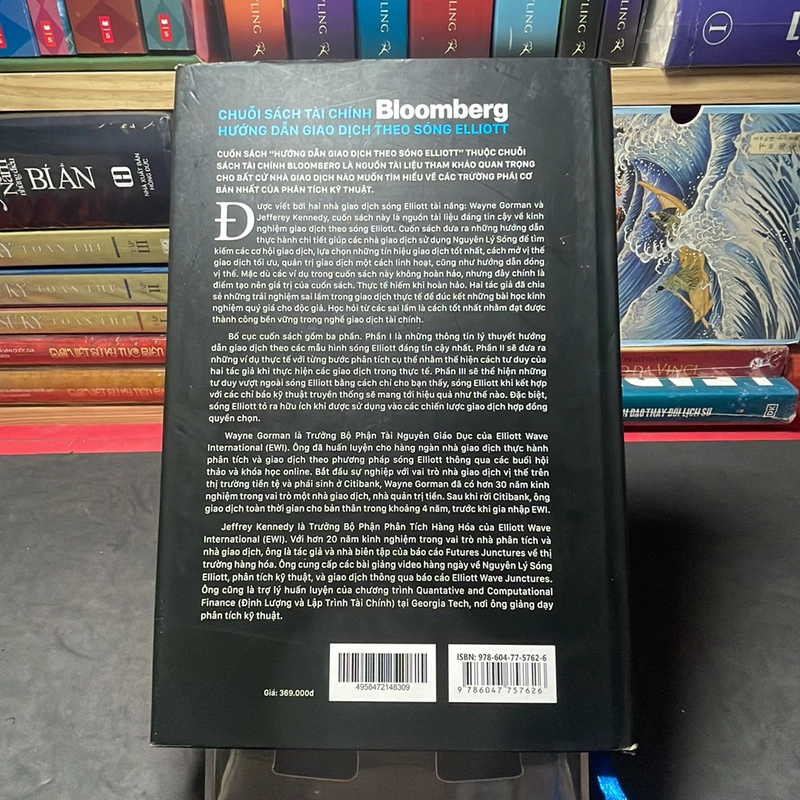 TLING
I
Nam
BÍ ẨN
NHÀ XUẤT BẢN
HỒNG ĐỨC
TOÀN THƯ
III
II
I
LEAD
DA VINCI
ĐẠO THAY ĐỔI LỊCH SỬ
CHUỖI SÁCH TÀI CHÍNH Bloomberg
HƯỚNG DẪN GIAO DỊCH THEO SÓNG ELLIOTT
CUỐN SÁCH “HƯỚNG DẪN GIAO DỊCH THEO SÓNG ELLIOTT” THUỘC CHUỖI
SÁCH TÀI CHÍNH BLOOMBERG LÀ NGUỒN TÀI LIỆU THAM KHẢO QUAN TRỌNG
CHO BẤT CỨ NHÀ GIAO DỊCH NÀO MUỐN TÌM HIỂU VỀ CÁC TRƯỜNG PHÁI CƠ
BẢN NHẤT CỦA PHÂN TÍCH KỸ THUẬT.
Được viết bởi hai nhà giao dịch sóng Elliott tài năng: Wayne Gorman và
Jefferey Kennedy, cuốn sách này là nguồn tài liệu đáng tin cậy về kinh
nghiệm giao dịch theo sóng Elliott. Cuốn sách đưa ra những hướng dẫn
thực hành chi tiết giúp các nhà giao dịch sử dụng Nguyên Lý Sóng để tìm
kiếm các cơ hội giao dịch, lựa chọn những tín hiệu giao dịch tốt nhất, cách mở vị thế
giao dịch tối ưu, quản trị giao dịch một cách linh hoạt, cũng như hướng dẫn đóng
vị thế. Mặc dù các ví dụ trong cuốn sách này không hoàn hảo, nhưng đây chính là
điểm tạo nên giá trị của cuốn sách. Thực tế hiếm khi hoàn hảo. Hai tác giả đã chia
sẻ những trải nghiệm sai lầm trong giao dịch thực tế để đúc kết những bài học kinh
nghiệm quý giá cho độc giả. Học hỏi từ các sai lầm là cách tốt nhất nhằm đạt được
thành công bền vững trong nghề giao dịch tài chính.
Bố cục cuốn sách gồm ba phần. Phần I là những thông tin lý thuyết hướng
dẫn giao dịch theo các mẫu hình sóng Elliott đáng tin cậy nhất. Phần II sẽ đưa ra
những ví dụ thực tế với từng bước phân tích cụ thể nhằm thể hiện cách tư duy của
hai tác giả khi thực hiện các giao dịch trong thực tế. Phần III sẽ thể hiện những
tư duy vượt ngoài sóng Elliott bằng cách chỉ cho bạn thấy, sóng Elliott khi kết hợp
với các chỉ báo kỹ thuật truyền thống sẽ mang tới hiệu quả như thế nào. Đặc biệt,
sóng Elliott tỏ ra hữu ích khi được sử dụng vào các chiến lược giao dịch hợp đồng
quyền chọn.
Wayne Gorman là Trưởng Bộ Phận Tài Nguyên Giáo Dục của Elliott Wave
International (EWI). Ông đã huấn luyện cho hàng ngàn nhà giao dịch thực hành
phân tích và giao dịch theo phương pháp sóng Elliott thông qua các buổi hội
thảo và khóa học online. Bắt đầu sự nghiệp với vai trò nhà giao dịch vị thế trên
thị trường tiền tệ và phái sinh ở Citibank, Wayne Gorman đã có hơn 30 năm kinh
nghiệm trong vai trò một nhà giao dịch, nhà quản trị tiền. Sau khi rời Citibank, ông
giao dịch toàn thời gian cho bản thân trong khoảng 4 năm, trước khi gia nhập EWI.
Jeffrey Kennedy là Trưởng Bộ Phận Phân Tích Hàng Hóa của Elliott Wave
International (EWI). Với hơn 20 năm kinh nghiệm trong vai trò nhà phân tích và
nhà giao dịch, ông là tác giả và nhà biên tập của báo cáo Futures Junctures về thị
trường hàng hóa. Ông cung cấp các bài giảng video hàng ngày về Nguyên Lý Sóng
Elliott, phân tích kỹ thuật, và giao dịch thông qua báo cáo Elliott Wave Junctures.
Ông cũng là trợ lý huấn luyện của chương trình Quantative and Computational
Finance (Định Lượng và Lập Trình Tài Chính) tại Georgia Tech, nơi ông giảng dạy
phân tích kỹ thuật.
Giá: 369.000đ
4958472148309
ISBN: 978-604-77-5762-6
9 786047 757626